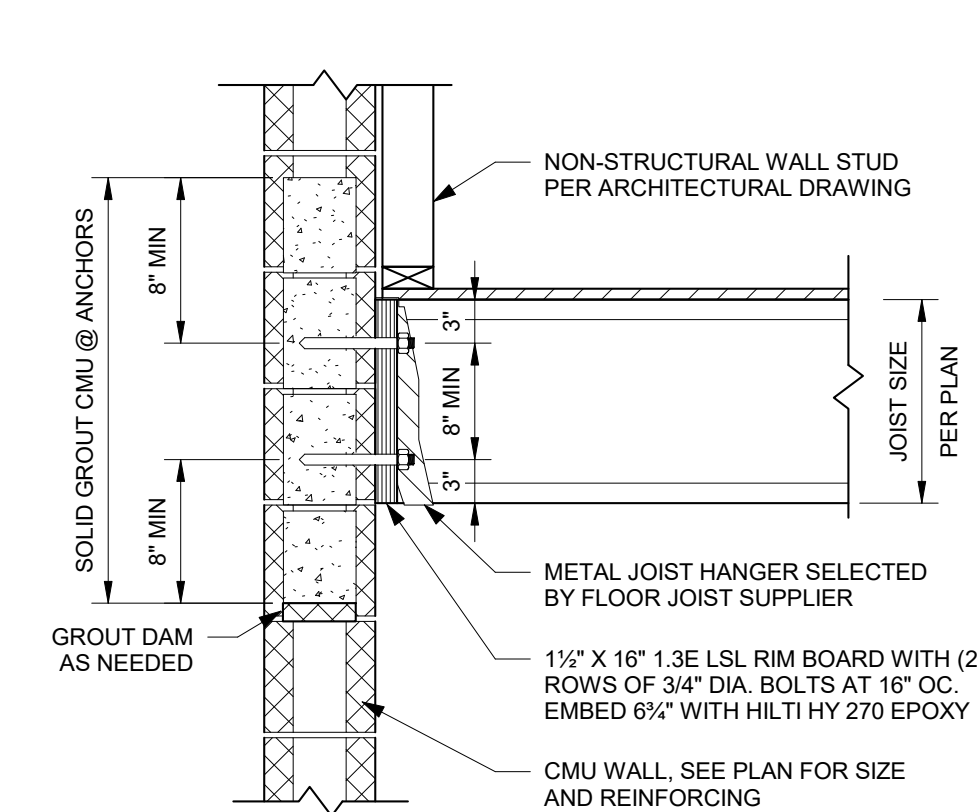 NON-STRUCTURAL WALL STUD
PER ARCHITECTURAL DRAWING
SOLID GROUT CMU @ ANCHORS
8" MIN
8" MIN
3"
8" MIN
3"
JOIST SIZE
PER PLAN
METAL JOIST HANGER SELECTED
BY FLOOR JOIST SUPPLIER
GROUT DAM
AS NEEDED
1½" X 16" 1.3E LSL RIM BOARD WITH (2
ROWS OF 3/4" DIA. BOLTS AT 16" OC.
EMBED 6¾" WITH HILTI HY 270 EPOXY
CMU WALL, SEE PLAN FOR SIZE
AND REINFORCING